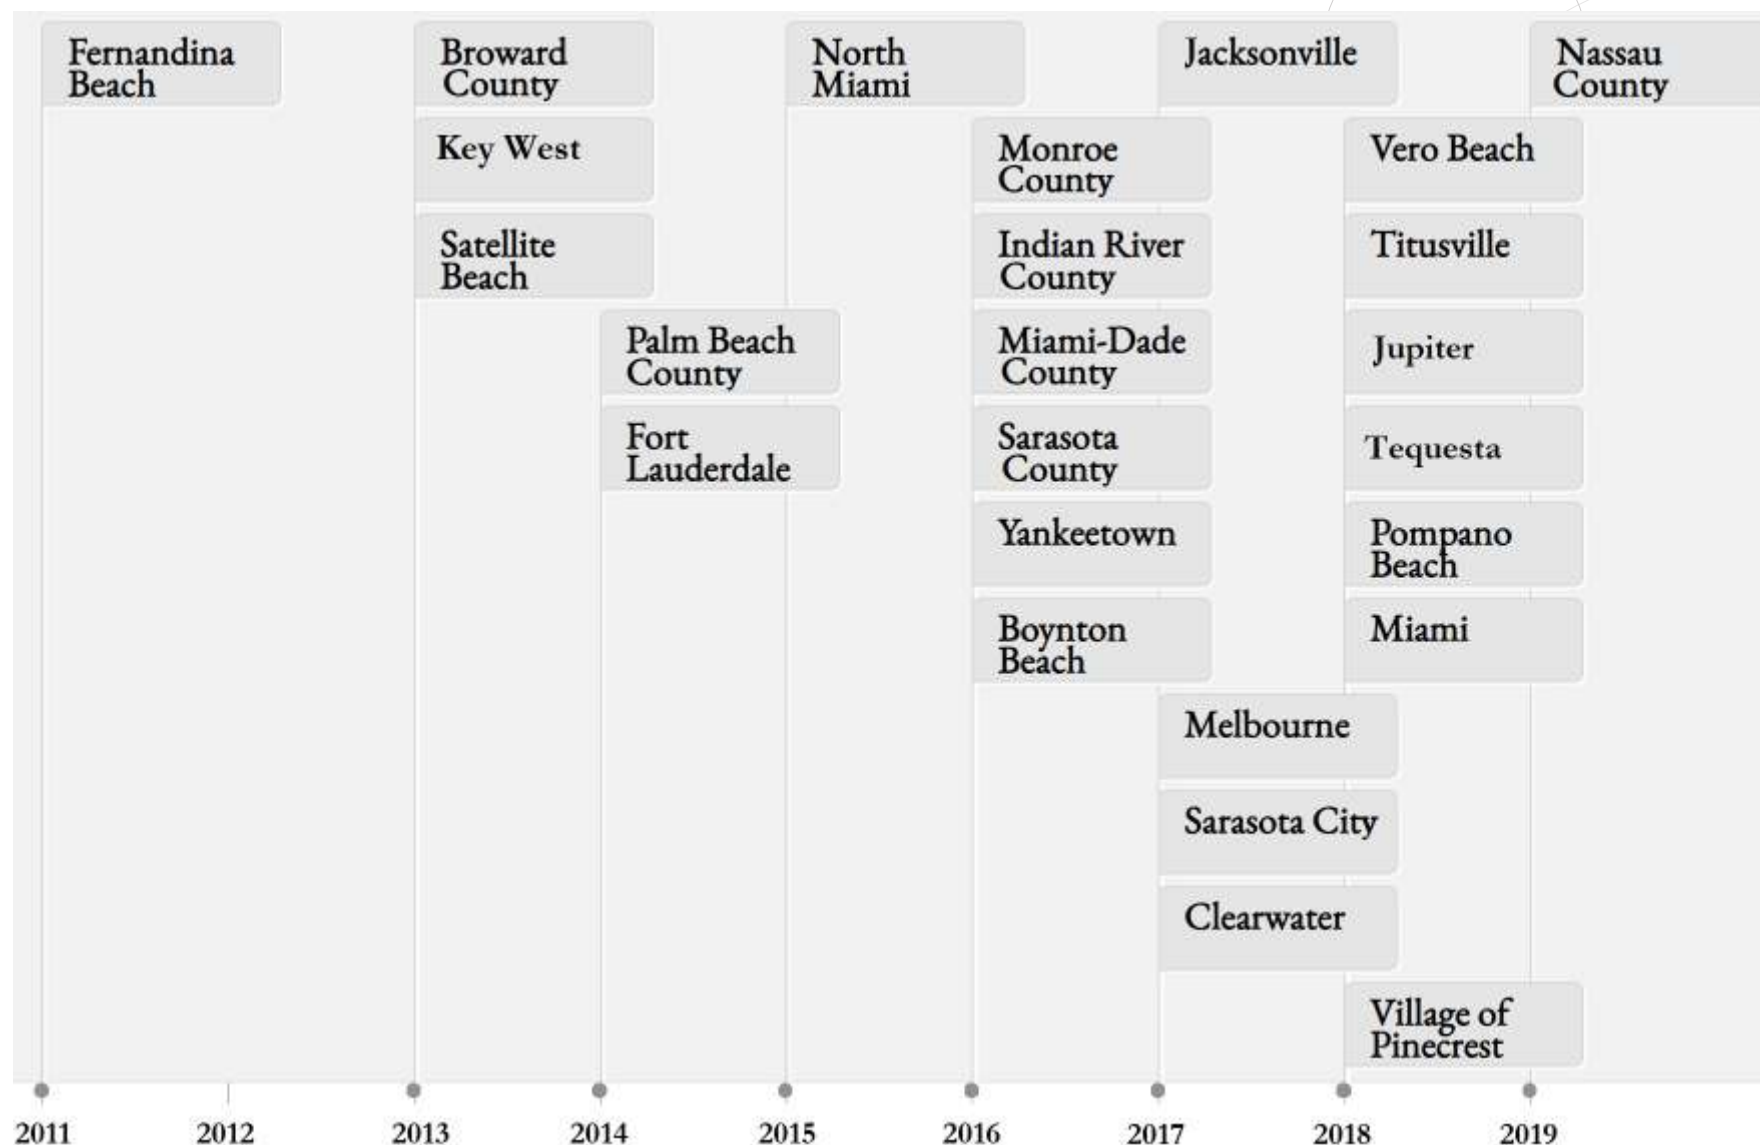 Fernandina
Beach
Broward
County
North
Miami
Jacksonville
Nassau
County
Key West
Monroe
County
Vero Beach
Satellite
Beach
Indian River
County
Titusville
Palm Beach
County
Miami-Dade
County
Jupiter
Fort
Lauderdale
Sarasota
County
Tequesta
Yankeetown
Pompano
Beach
Boynton
Beach
Miami
Melbourne
Sarasota City
Clearwater
Village of
Pinecrest
2011 2012 2013 2014 2015 2016 2017 2018 2019